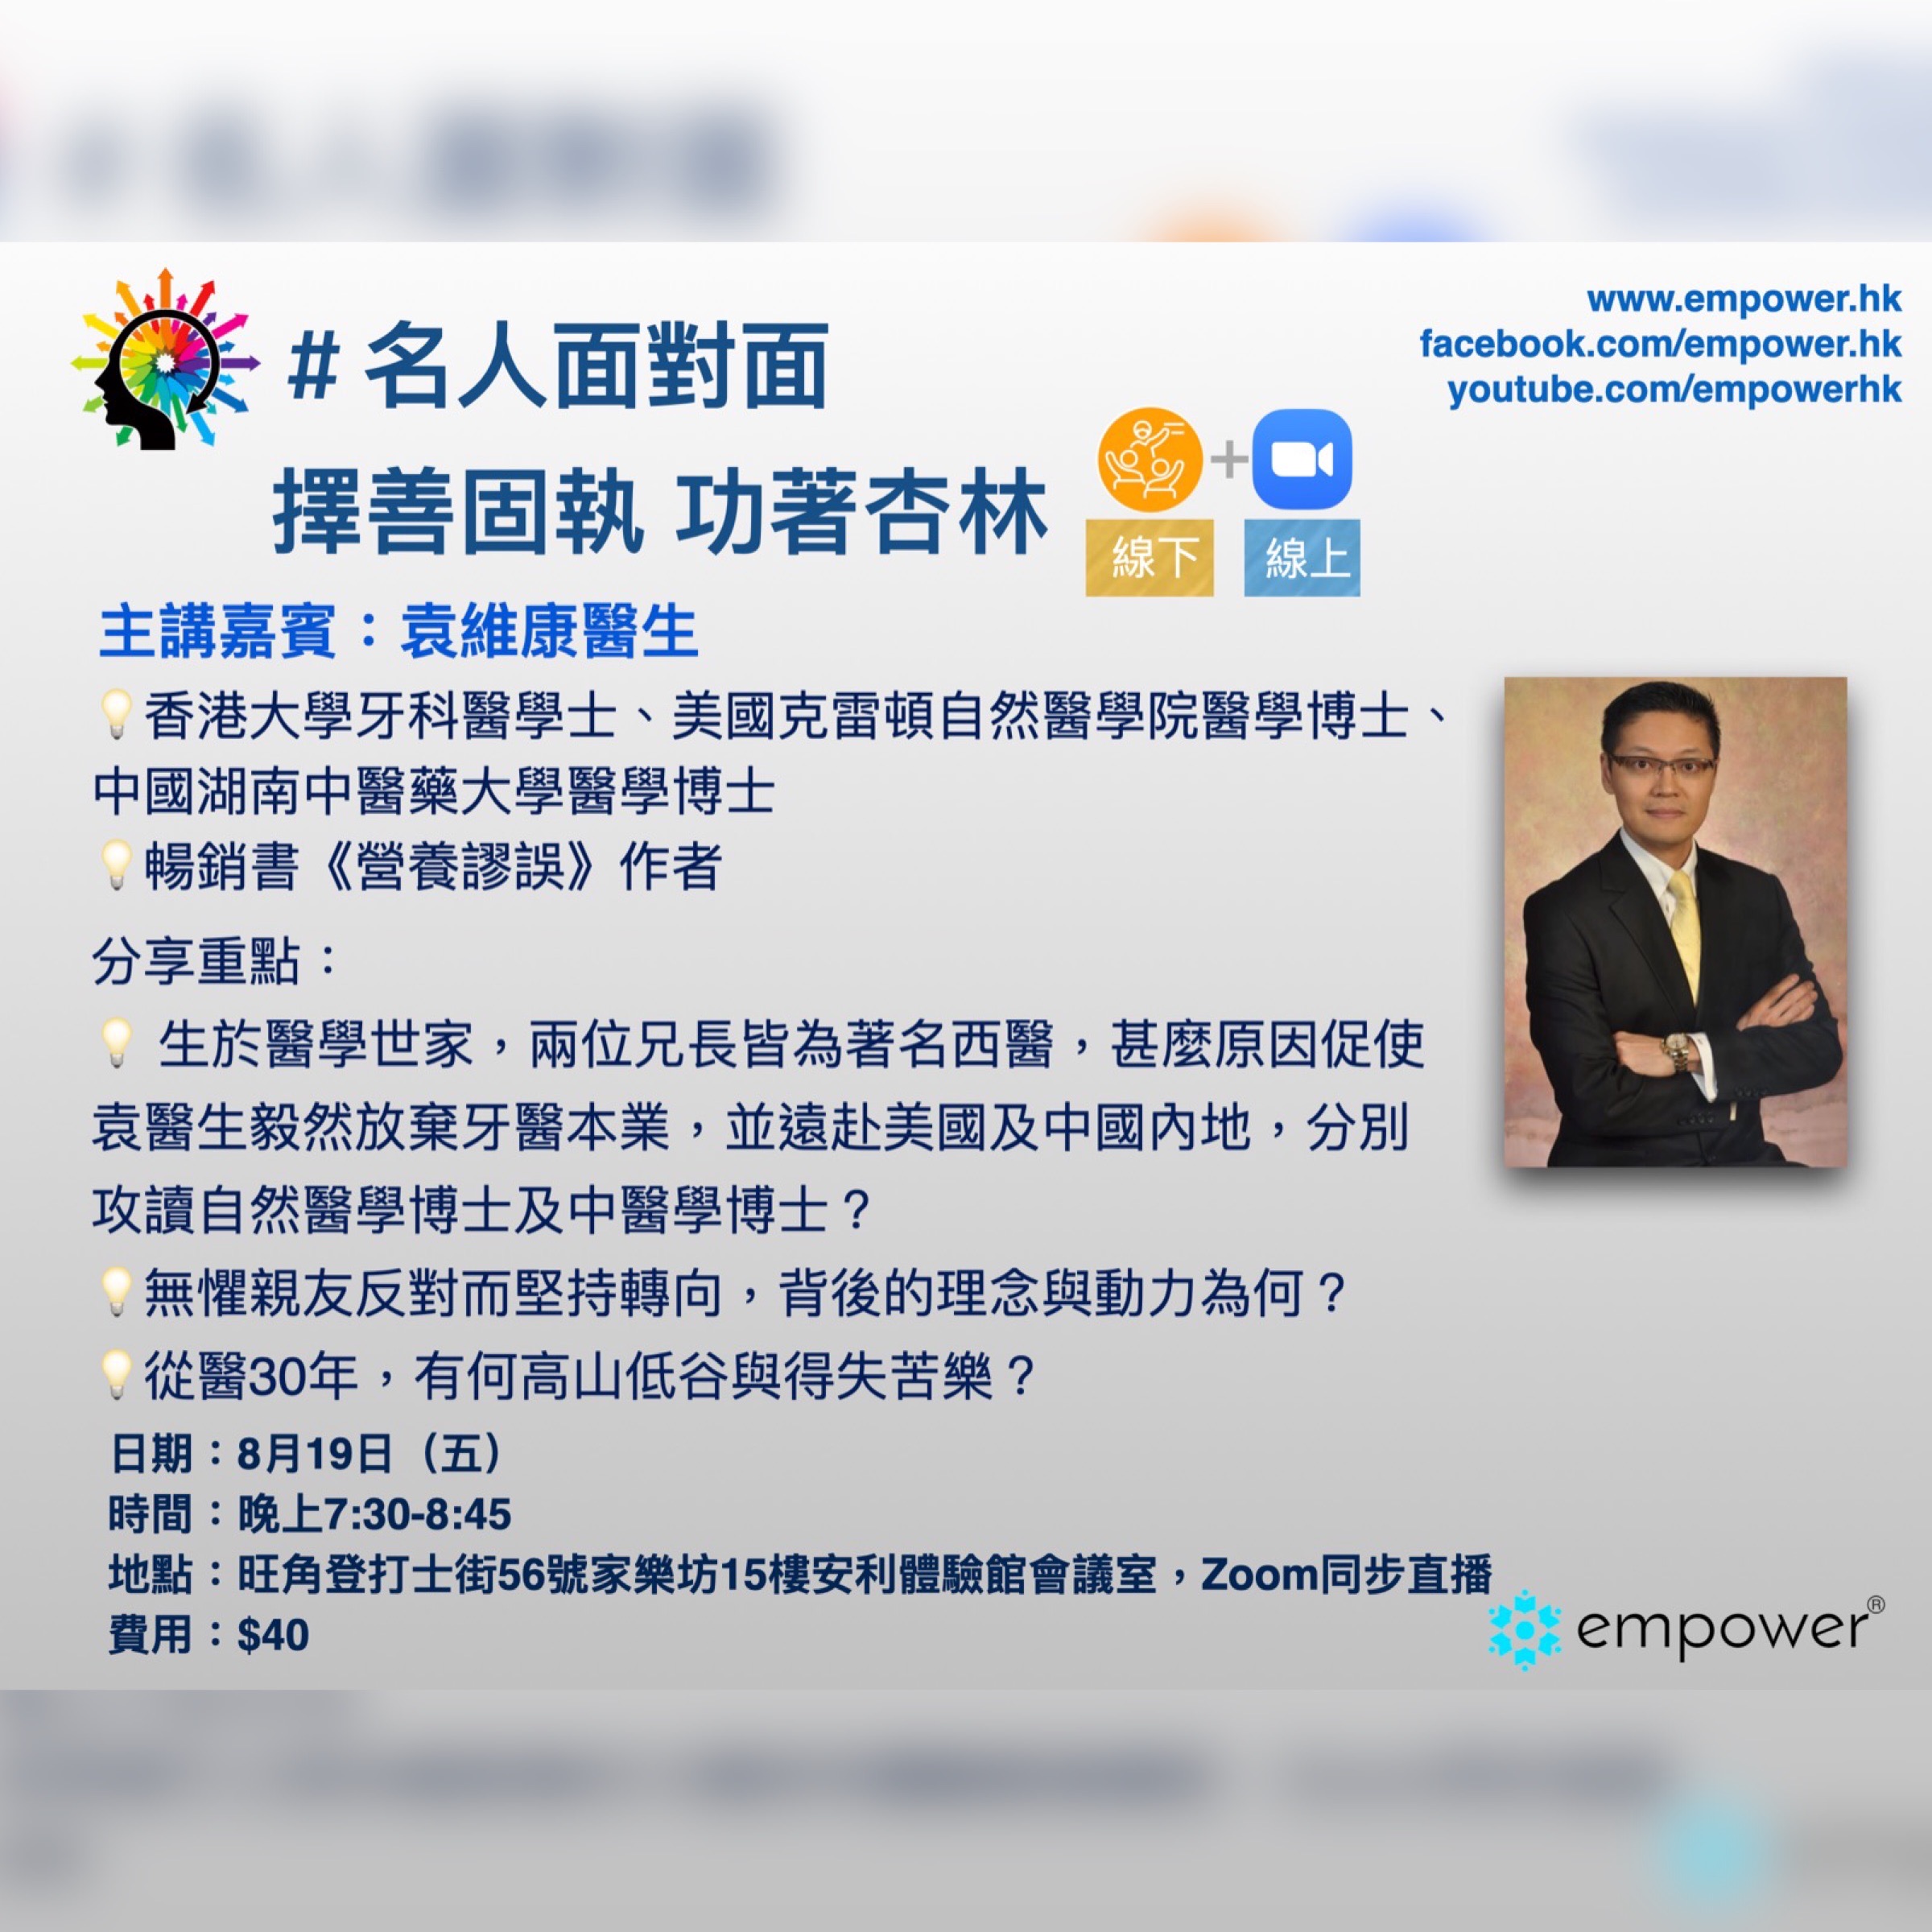 www.empower.hk
facebook.com/empower.hk
youtube.com/empowerhk
# 名人面對面
擇善固執 功著杏林
線下
線上
主講嘉賓：袁維康醫生
💡香港大學牙科醫學士、美國克雷頓自然醫學院醫學博士、
中國湖南中醫藥大學醫學博士
💡暢銷書《營養謬誤》作者
分享重點：
💡 生於醫學世家，兩位兄長皆為著名西醫，甚麼原因促使
袁醫生毅然放棄牙醫本業，並遠赴美國及中國內地，分別
攻讀自然醫學博士及中醫學博士？
💡無懼親友反對而堅持轉向，背後的理念與動力為何？
💡從醫30年，有何高山低谷與得失苦樂？
日期：8月19日（五）
時間：晚上7:30-8:45
地點：旺角登打士街56號家樂坊15樓安利體驗館會議室，Zoom同步直播
費用：$40
empower®